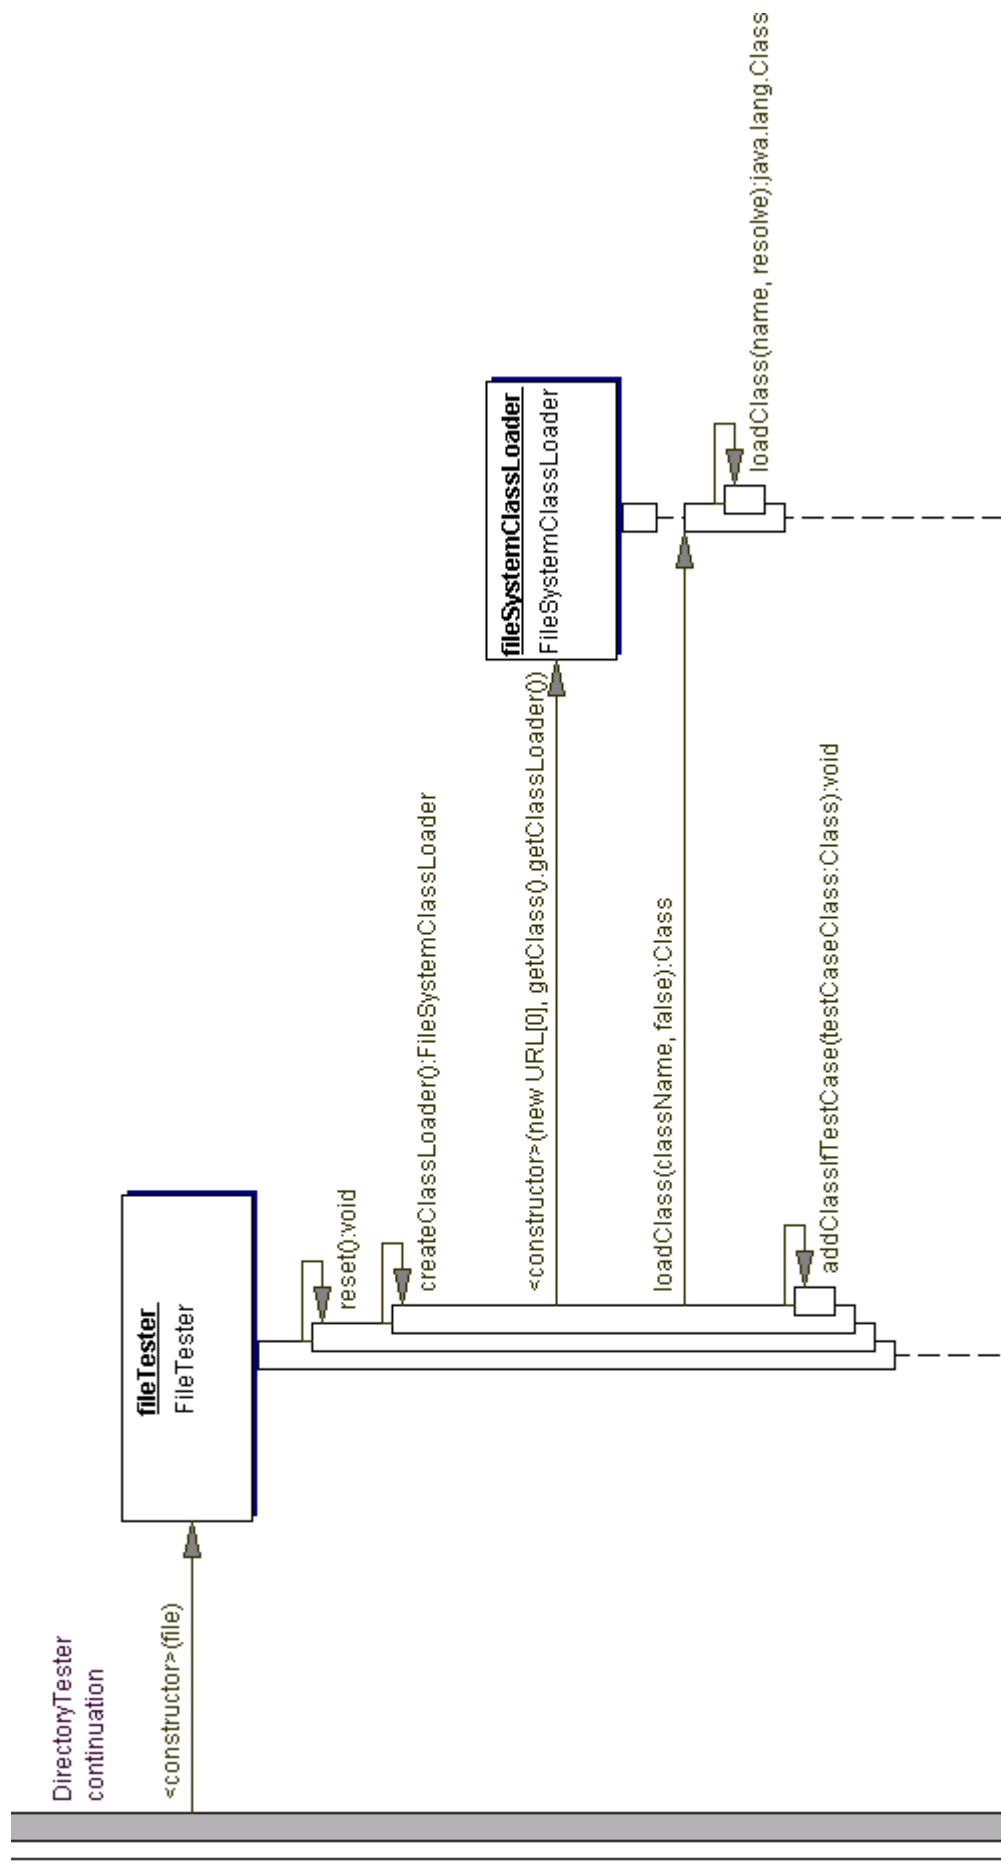 DirectoryTester
continuation
<constructor>(file)
fileTester
FileTester
reset():void
createClassLoader():FileSystemClassLoader
<constructor>(new URL[0], getClass().getClassLoader())
fileSystemClassLoader
FileSystemClassLoader
loadClass(className, false):Class
loadClass(name, resolve):java.lang.Class
addClassIfTestCase(testCaseClass:Class):void